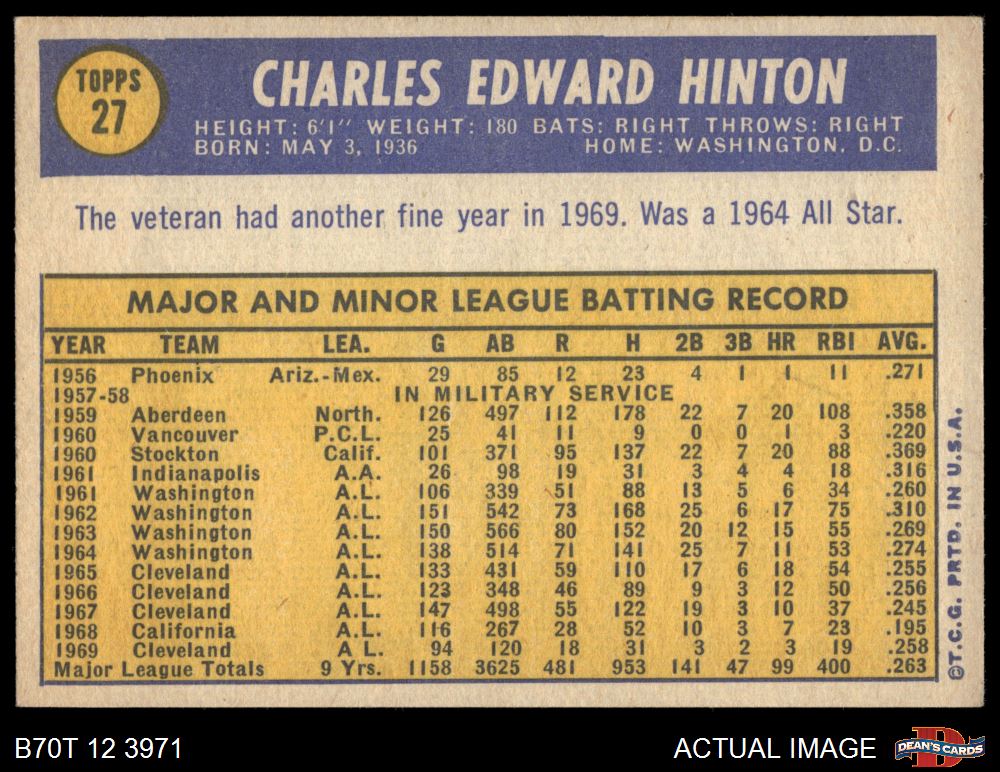 TOPPS
27
CHARLES EDWARD HINTON
HEIGHT: 6'1" WEIGHT: 180 BATS: RIGHT THROWS: RIGHT
BORN: MAY 3, 1936 HOME: WASHINGTON, D.C.
The veteran had another fine year in 1969. Was a 1964 All Star.
MAJOR AND MINOR LEAGUE BATTING RECORD
YEAR TEAM LEA. G AB R H 2B 3B HR RBI AVG.
1956 Phoenix Ariz.-Mex. 29 85 12 23 4 1 1 11 .271
1957-58 IN MILITARY SERVICE
1959 Aberdeen North. 126 497 112 178 22 7 20 108 .358
1960 Vancouver P.C.L. 25 41 11 9 0 0 1 3 .220
1960 Stockton Calif. 101 371 95 137 22 7 20 88 .369
1961 Indianapolis A.A. 26 98 19 31 3 4 4 18 .316
1961 Washington A.L. 106 339 51 88 13 5 6 34 .260
1962 Washington A.L. 151 542 73 168 25 6 17 75 .310
1963 Washington A.L. 150 566 80 152 20 12 15 55 .269
1964 Washington A.L. 138 514 71 141 25 7 11 53 .274
1965 Cleveland A.L. 133 431 59 110 17 6 18 54 .255
1966 Cleveland A.L. 123 348 46 89 9 3 12 50 .256
1967 Cleveland A.L. 147 498 55 122 19 3 10 37 .245
1968 California A.L. 116 267 28 52 10 3 7 23 .195
1969 Cleveland A L. 94 120 18 31 3 2 3 19 .258
Major League Totals 9 Yrs. 1158 3625 481 953 141 47 99 400 .263
©T.C.G. PRTD. IN U.S.A.
B70T 12 3971 ACTUAL IMAGE
D
DEAN'S CARDS